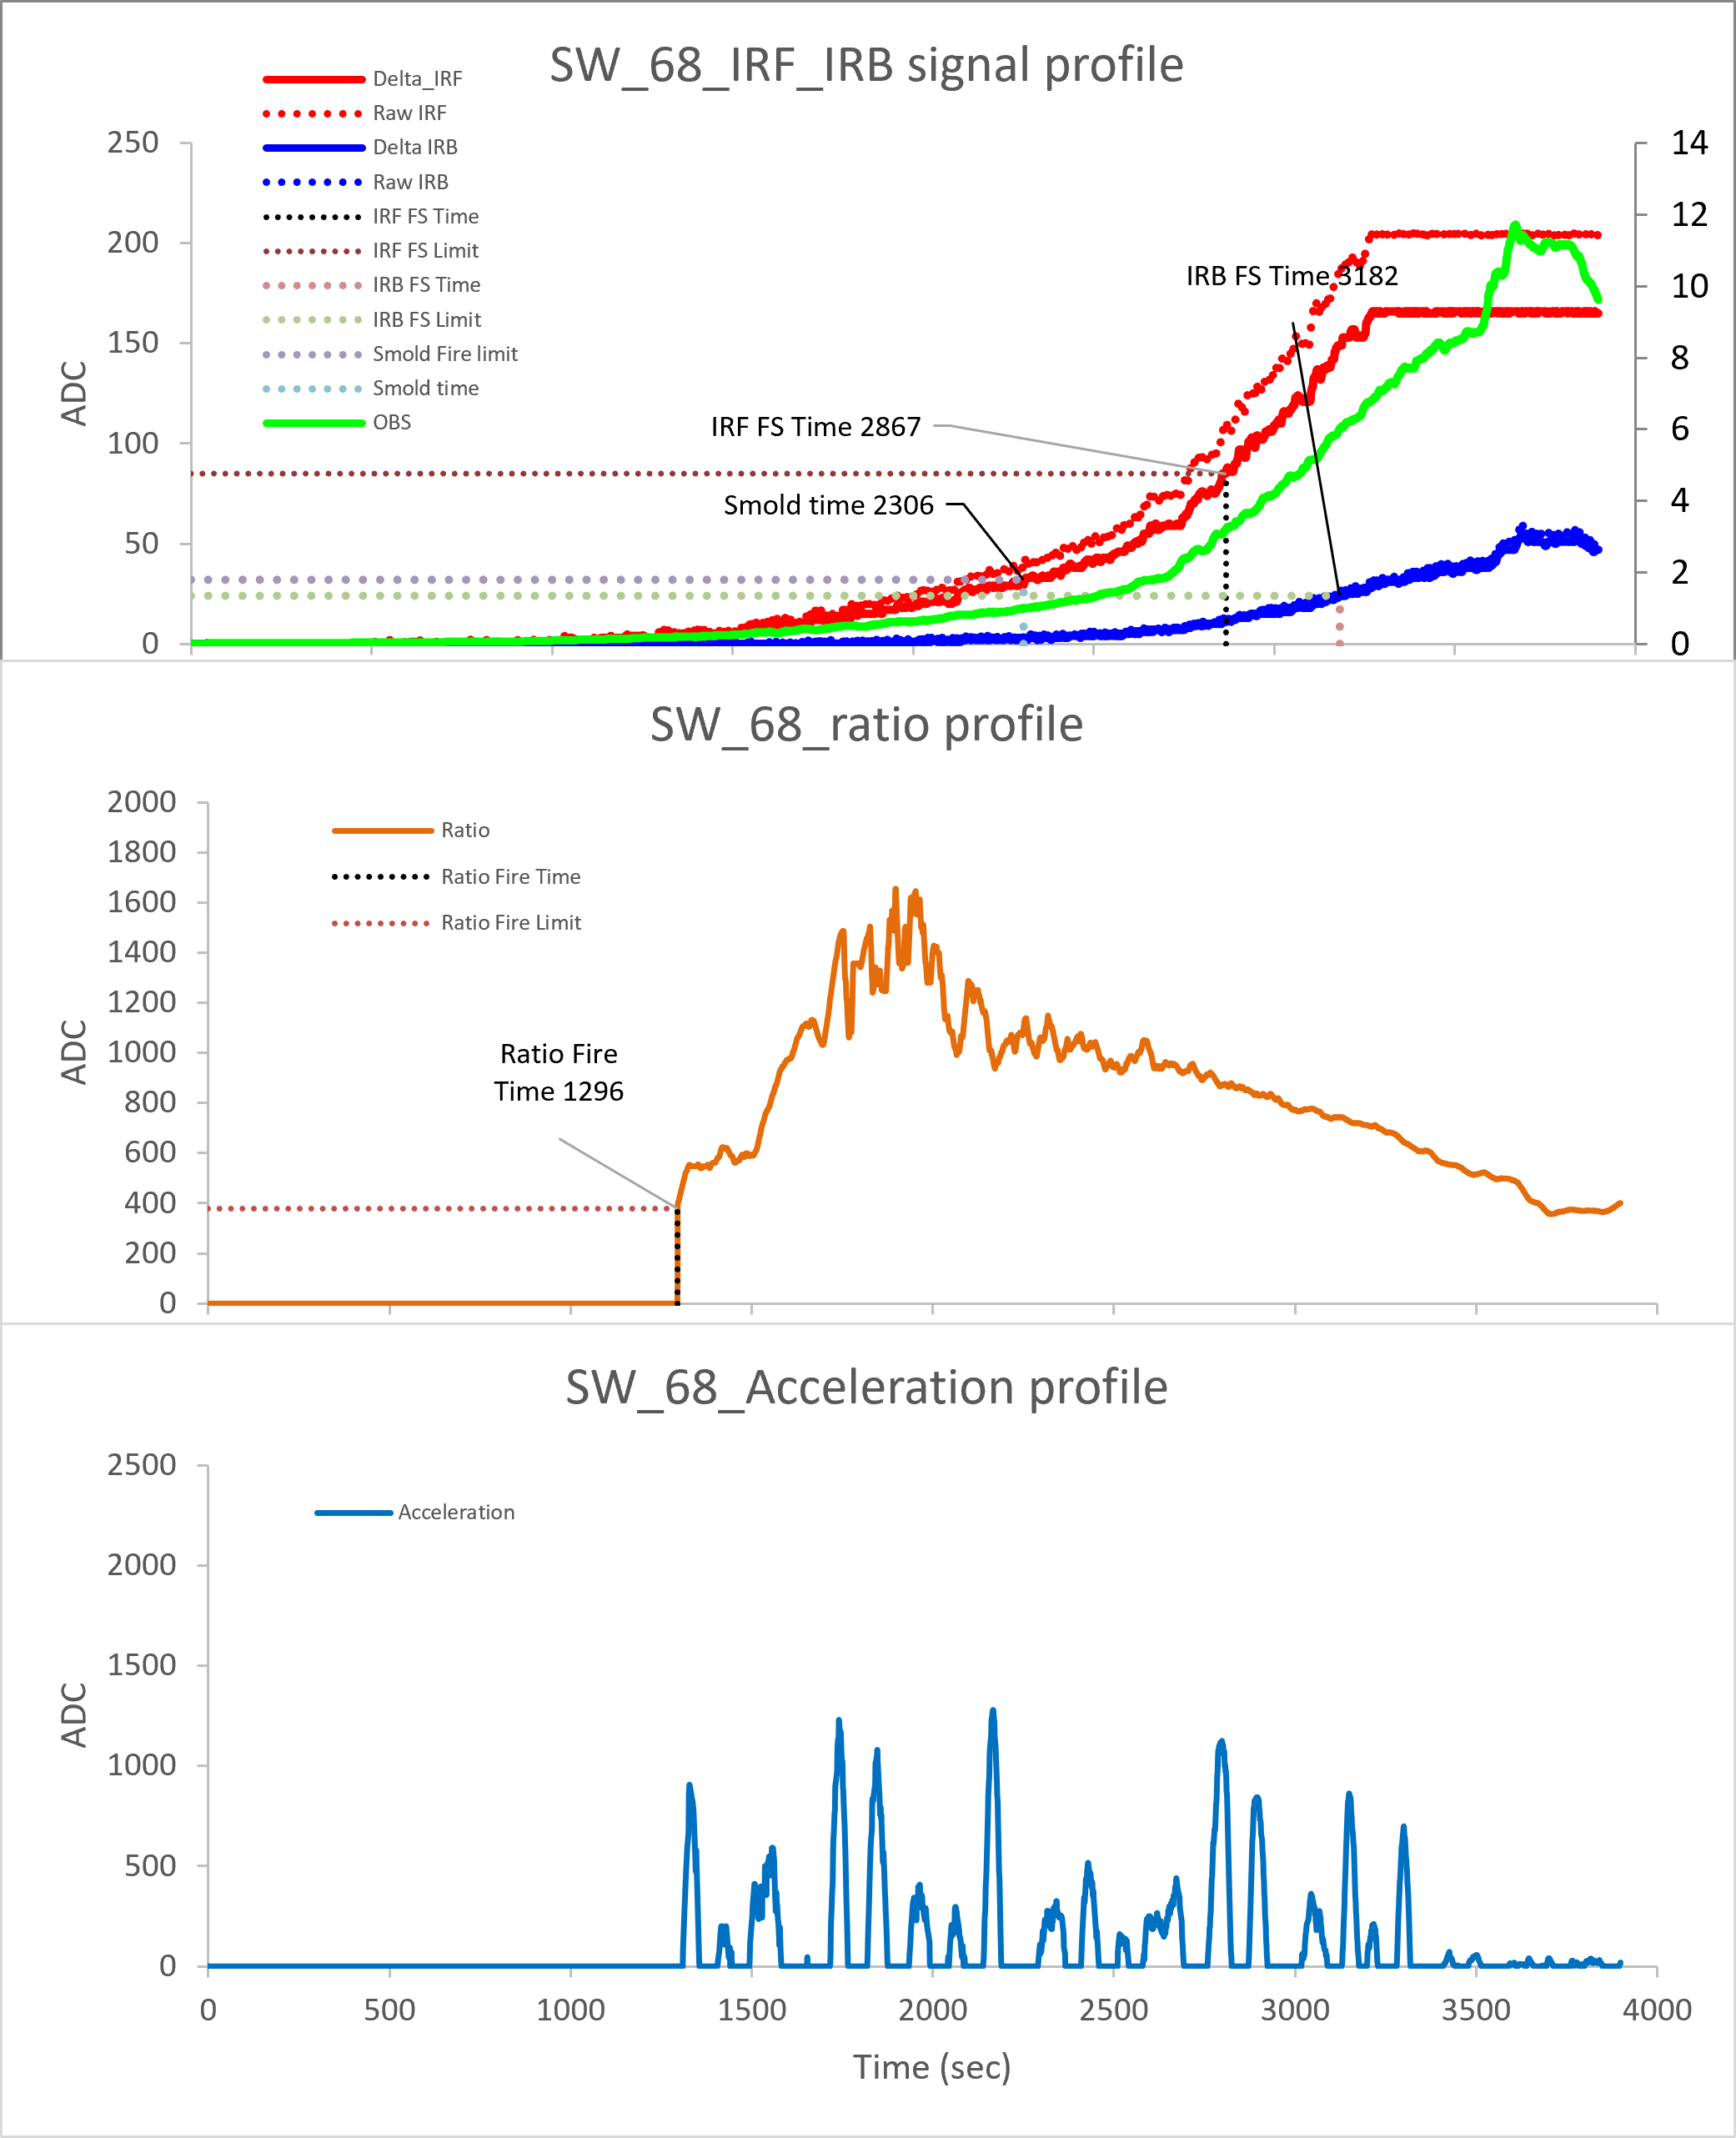 SW_68_IRF_IRB signal profile
Delta_IRF
Raw IRF
Delta IRB
Raw IRB
IRF FS Time
IRF FS Limit
IRB FS Time
IRB FS Limit
Smold Fire limit
Smold time
OBS
250
200
150
100
50
0
ADC
14
12
10
8
6
4
2
0
IRB FS Time 3182
IRF FS Time 2867
Smold time 2306
SW_68_ratio profile
2000
1800
1600
1400
1200
1000
800
600
400
200
0
ADC
Ratio
Ratio Fire Time
Ratio Fire Limit
Ratio Fire
Time 1296
SW_68_Acceleration profile
2500
2000
1500
1000
500
0
ADC
Acceleration
0 500 1000 1500 2000 2500 3000 3500 4000
Time (sec)